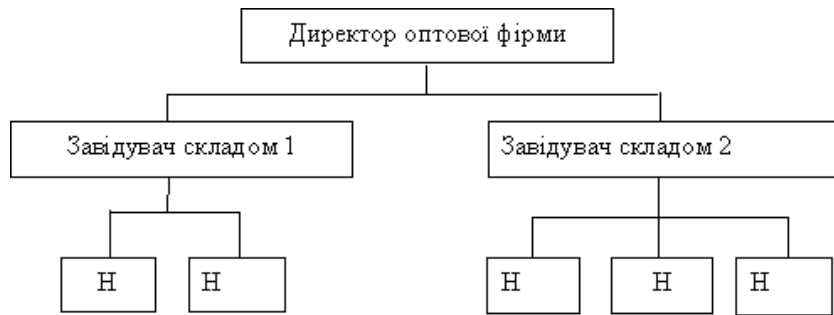 Директор оптової фірми
Завідувач складом 1
Завідувач складом 2
Н
Н
Н
Н
Н